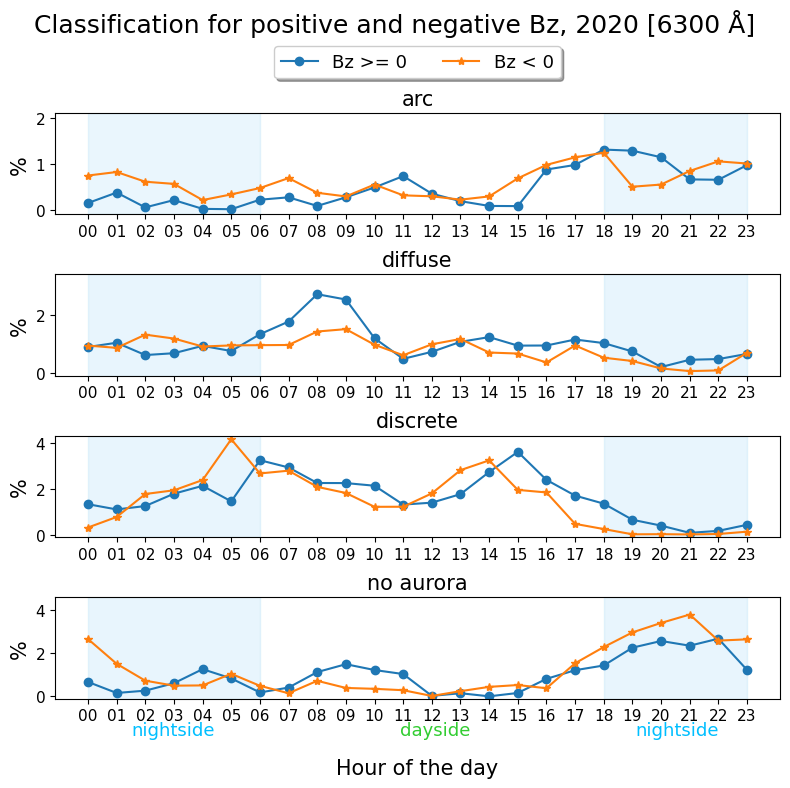 Classification for positive and negative Bz, 2020 [6300 Å]
Bz >= 0 Bz < 0
arc
2
1
0
%
00 01 02 03 04 05 06 07 08 09 10 11 12 13 14 15 16 17 18 19 20 21 22 23
diffuse
2
0
%
00 01 02 03 04 05 06 07 08 09 10 11 12 13 14 15 16 17 18 19 20 21 22 23
discrete
4
2
0
%
00 01 02 03 04 05 06 07 08 09 10 11 12 13 14 15 16 17 18 19 20 21 22 23
no aurora
4
2
0
%
00 01 02 03 04 05 06 07 08 09 10 11 12 13 14 15 16 17 18 19 20 21 22 23
nightside dayside nightside
Hour of the day